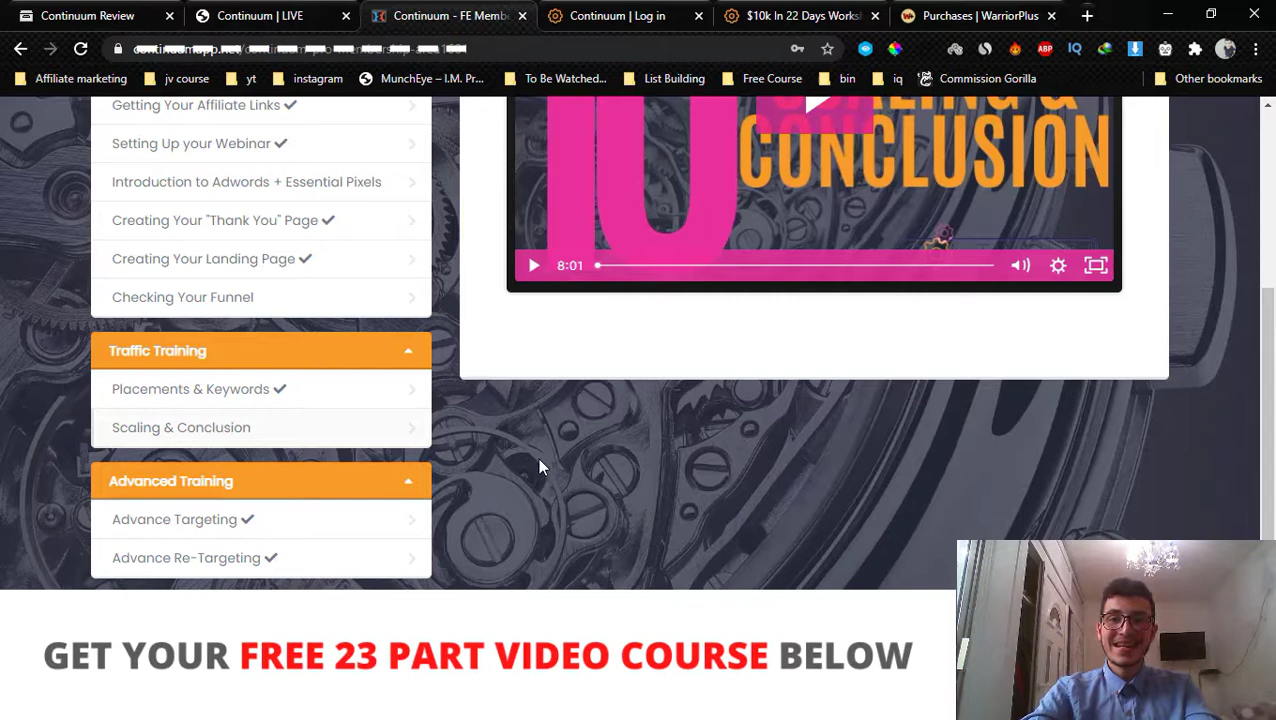 Continuum Review
Continuum | LIVE
Continuum - FE Memb
Continuum | Log in
$10k In 22 Days Works
Purchases | WarriorPlus
Affiliate marketing
jv course
yt
instagram
MunchEye – I.M. Pr...
To Be Watched...
List Building
Free Course
bin
iq
Commission Gorilla
Other bookmarks
ABP
IQ
Getting Your Affiliate Links
Setting Up your Webinar
Introduction to Adwords + Essential Pixels
Creating Your "Thank You" Page
Creating Your Landing Page
Checking Your Funnel
Traffic Training
Placements & Keywords
Scaling & Conclusion
Advanced Training
Advance Targeting
Advance Re-Targeting
10
CONCLUSION
8:01
GET YOUR FREE 23 PART VIDEO COURSE BELOW